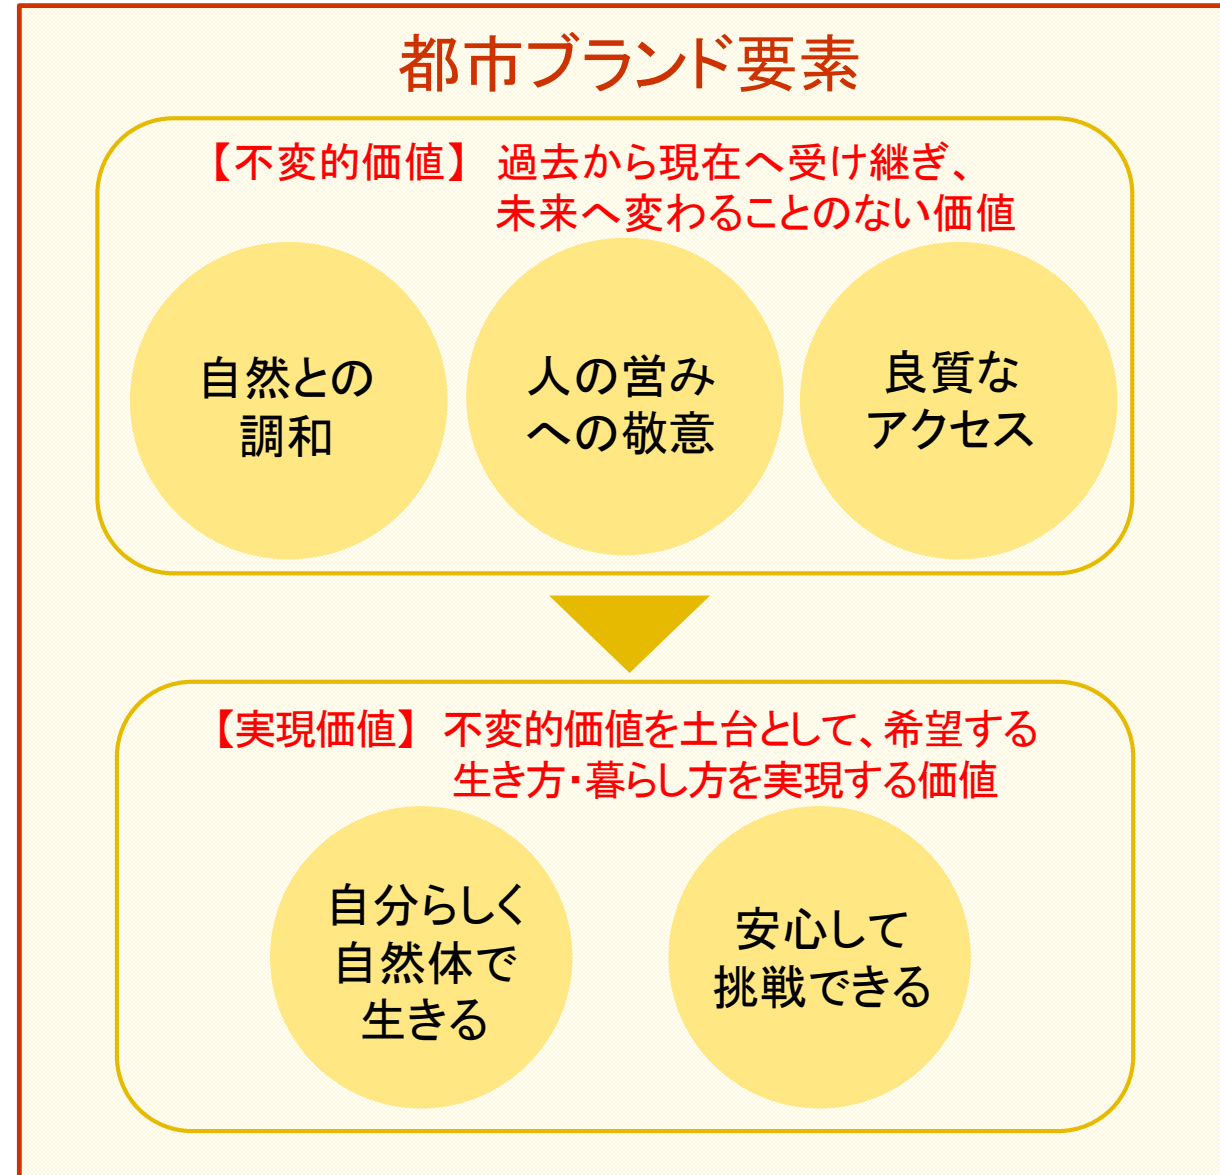 都市ブランド要素
【不変的価値】 過去から現在へ受け継ぎ、
未来へ変わることのない価値
自然との
調和
人の営み
への敬意
良質な
アクセス
【実現価値】 不変的価値を土台として、希望する
生き方・暮らし方を実現する価値
自分らしく
自然体で
生きる
安心して
挑戦できる